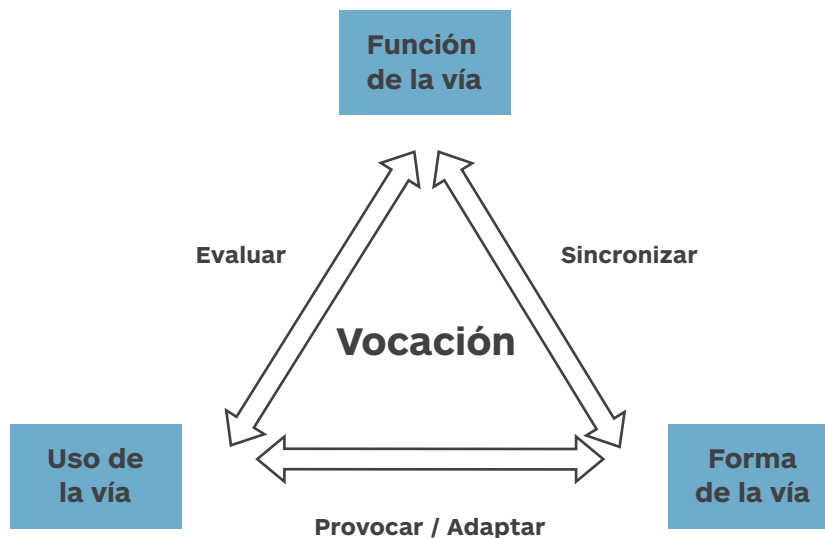 Función
de la vía
Evaluar
Sincronizar
Vocación
Uso de
la vía
Forma
de la vía
Provocar / Adaptar